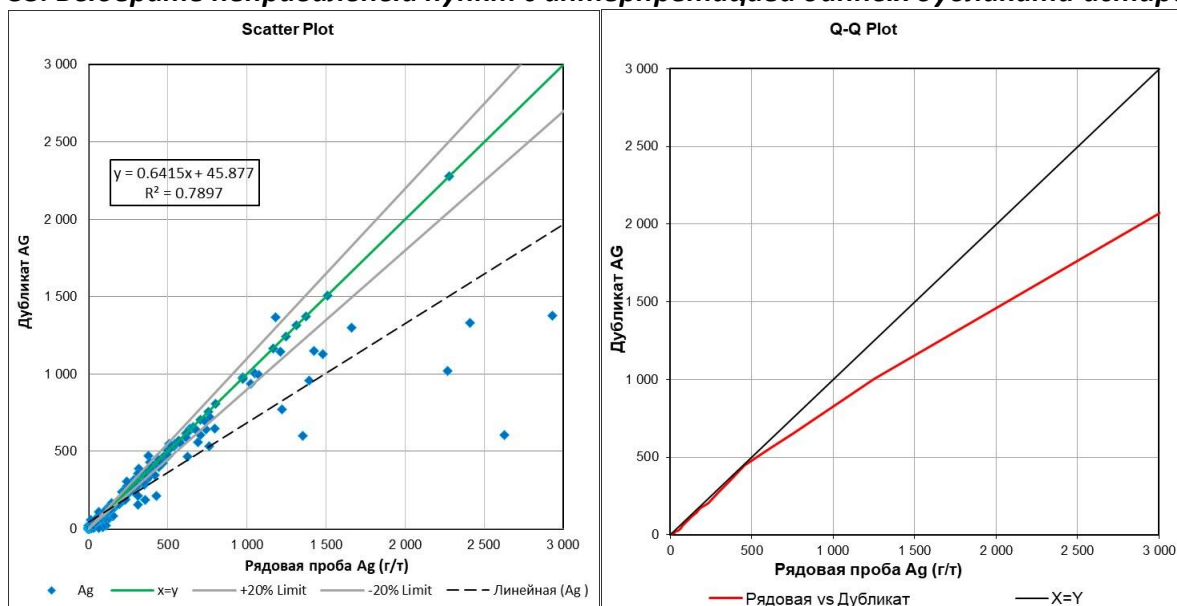 Scatter Plot
3 000
2 500
2 000
1 500
1 000
500
0
Дубликат AG
y = 0.6415x + 45.877
R² = 0.7897
0 500 1 000 1 500 2 000 2 500 3 000
Рядовая проба Ag (г/т)
Ag x=y +20% Limit -20% Limit Линейная (Ag )
Q-Q Plot
3 000
2 500
2 000
1 500
1 000
500
0
Дубликат AG
0 500 1 000 1 500 2 000 2 500 3 000
Рядовая проба Ag (г/т)
Рядовая vs Дубликат X=Y